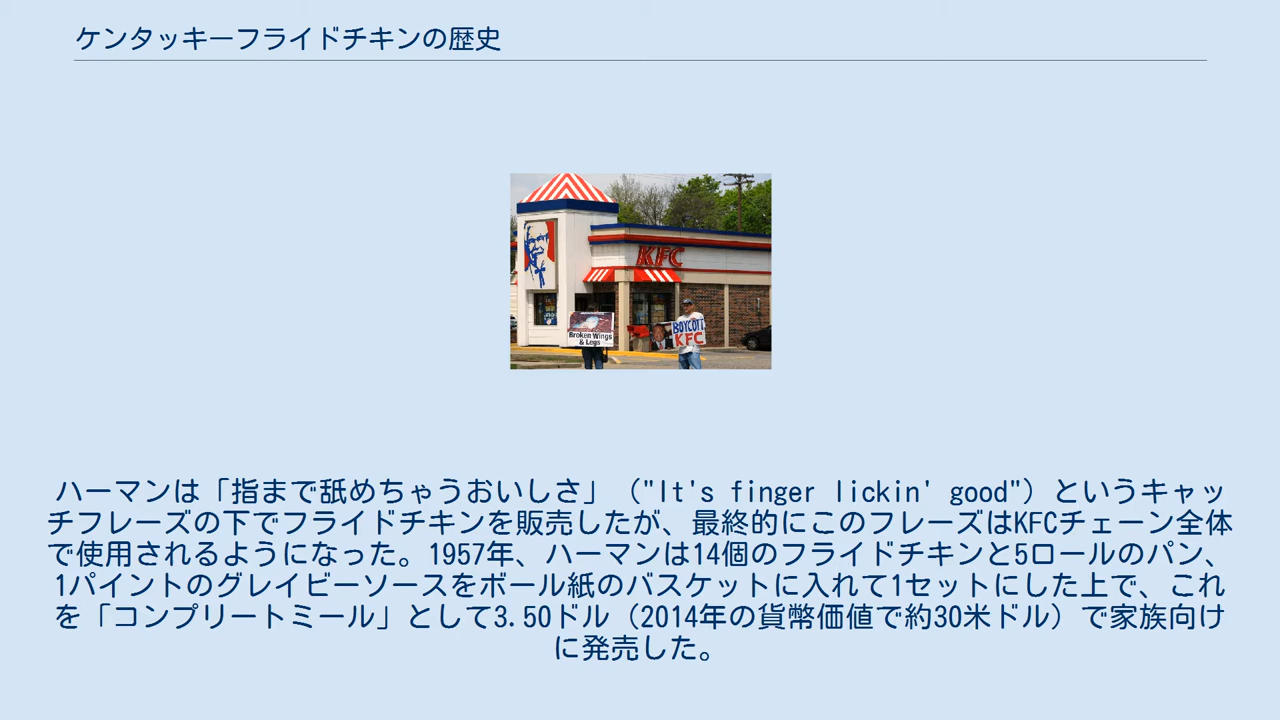 ケンタッキーフライドチキンの歴史
KFC
Broken Wings
& Legs
BOYCOTT
KFC
ハーマンは「指まで舐めちゃうおいしさ」("It's finger lickin' good")というキャッ
チフレーズの下でフライドチキンを販売したが、最終的にこのフレーズはKFCチェーン全体
で使用されるようになった。1957年、ハーマンは14個のフライドチキンと5ロールのパン、
1パイントのグレイビーソースをボール紙のバスケットに入れて1セットにした上で、これ
を「コンプリートミール」として3.50ドル（2014年の貨幣価値で約30米ドル）で家族向け
に発売した。